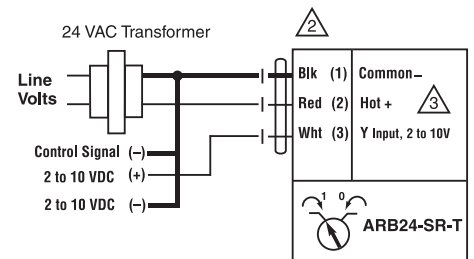 24 VAC Transformer
2
Line
Volts
Blk (1) Common –
Red (2) Hot +
3
Wht (3) Y Input, 2 to 10V
Control Signal (–)
2 to 10 VDC (+)
2 to 10 VDC (–)
1 0
ARB24-SR-T